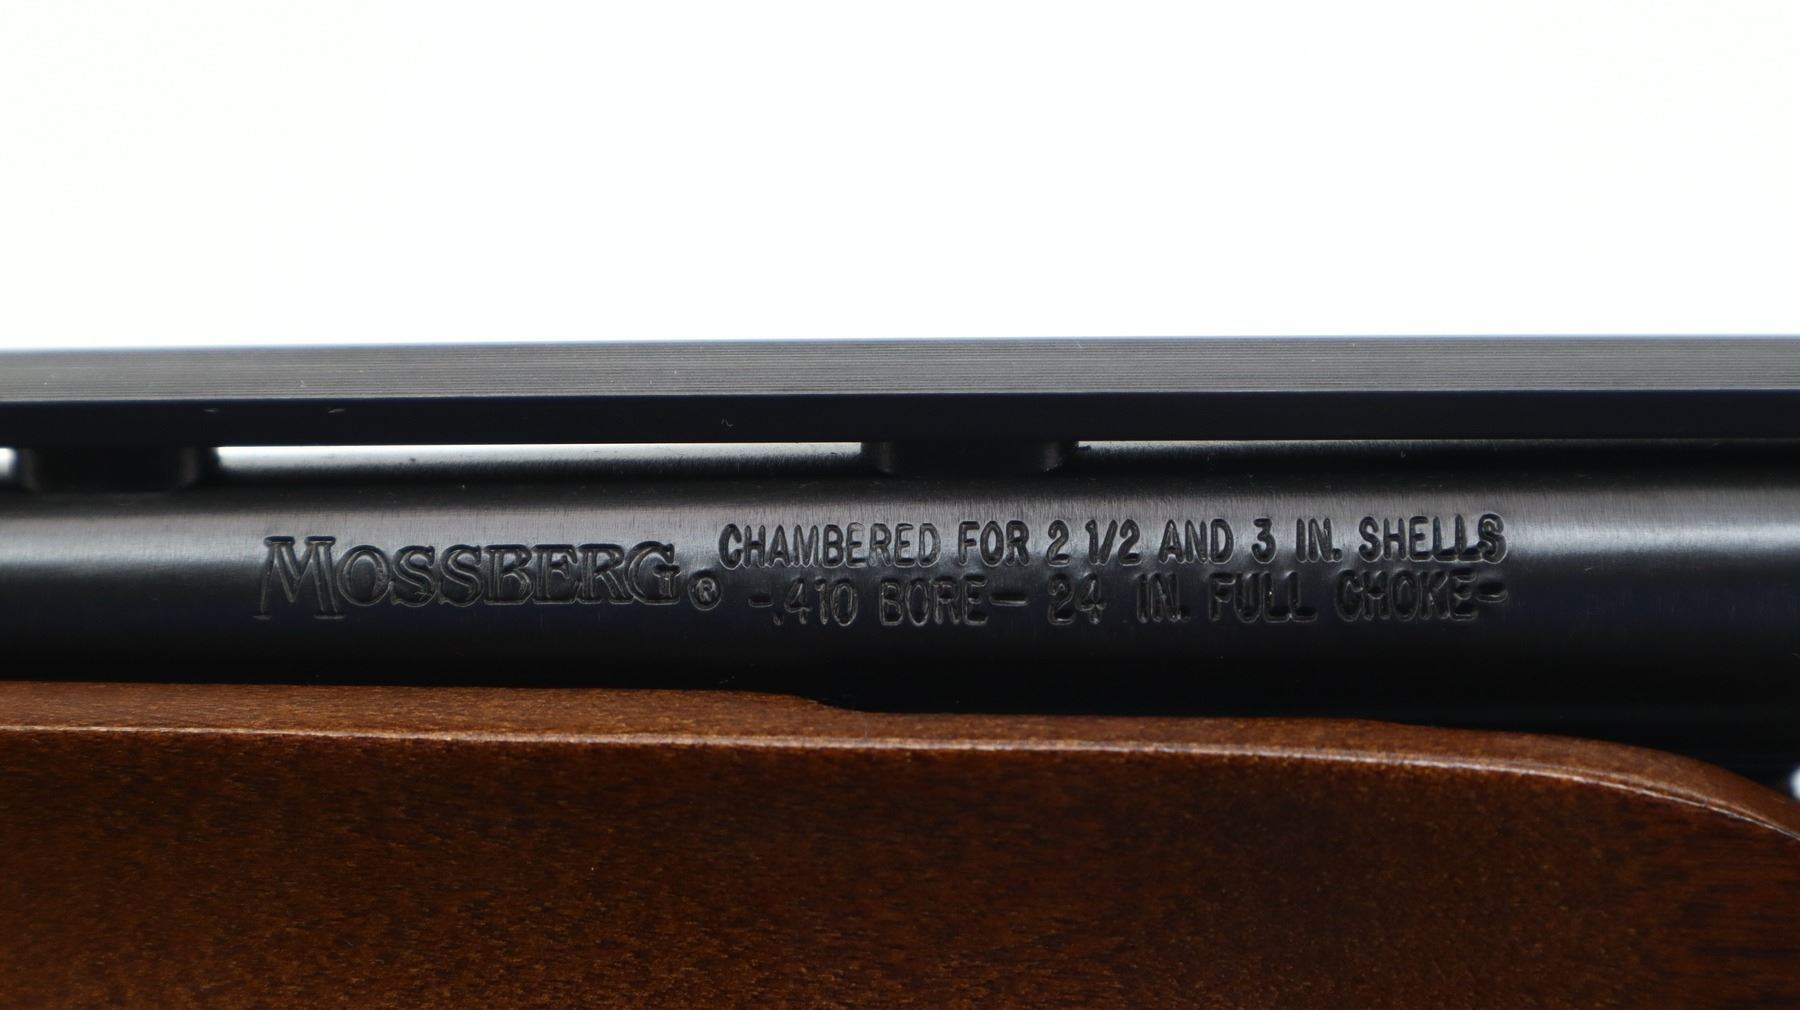 MOSSBERG®
CHAMBERED FOR 2 1/2 AND 3 IN. SHELLS
-.410 BORE- 24 IN. FULL CHOKE-